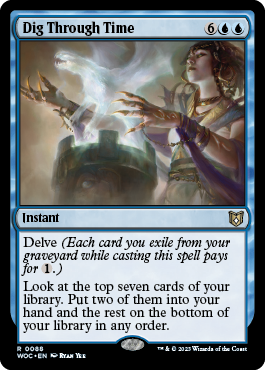 Dig Through Time 6
Instant
Delve (Each card you exile from your
graveyard while casting this spell pays
for 1.)
Look at the top seven cards of your
library. Put two of them into your
hand and the rest on the bottom of
your library in any order.
R 0088
WOC • EN Ryan Yee ™ & © 2023 Wizards of the Coast